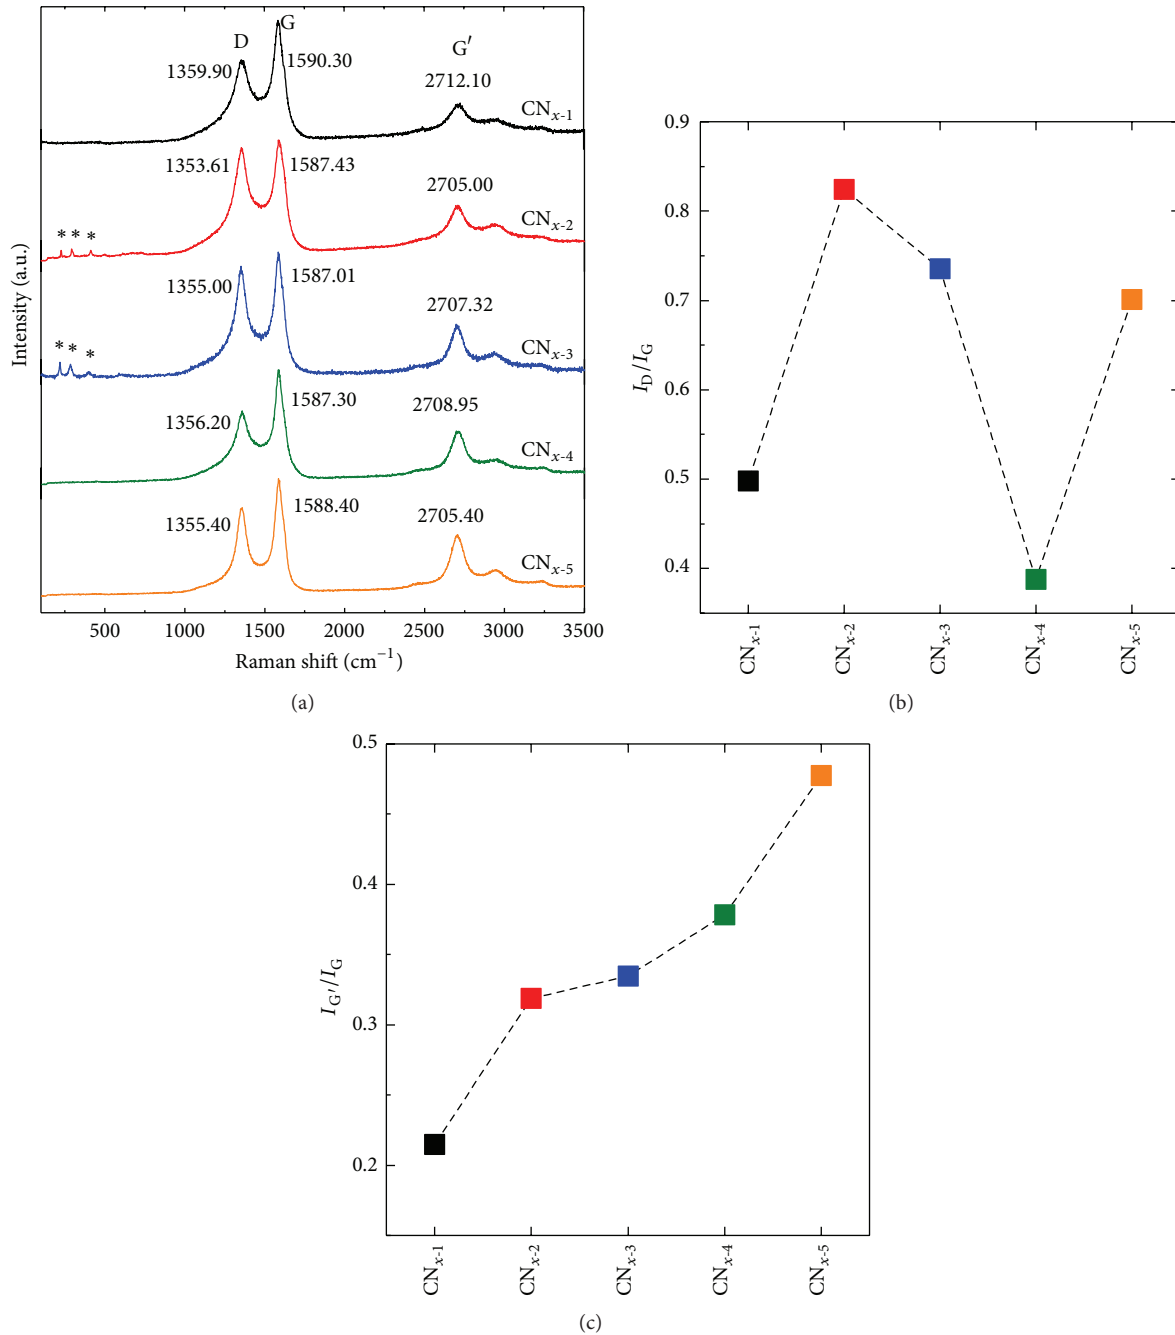 D
G
G′
1359.90
1590.30
2712.10
CNx-1
1353.61
1587.43
2705.00
CNx-2
* * *
1355.00
1587.01
2707.32
CNx-3
* * *
1356.20
1587.30
2708.95
CNx-4
1355.40
1588.40
2705.40
CNx-5
Intensity (a.u.)
500 1000 1500 2000 2500 3000 3500
Raman shift (cm−1)
(a)
0.9
0.8
0.7
0.6
0.5
0.4
ID/IG
CNx-1
CNx-2
CNx-3
CNx-4
CNx-5
(b)
0.5
0.4
0.3
0.2
IG′/IG
CNx-1
CNx-2
CNx-3
CNx-4
CNx-5
(c)